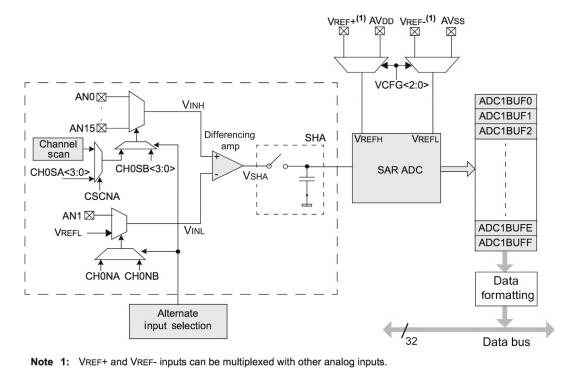 VREF+(1) AVDD VREF-(1) AVSS
VCFG<2:0>
AN0
VINH
AN15
Channel
scan
CH0SA<3:0>
CH0SB<3:0>
CSCNA
Differencing
amp
+
-
VSHA
SHA
AN1
VREFL
VINL
CH0NA CH0NB
Alternate
input selection
VREFH VREFL
SAR ADC
ADC1BUF0
ADC1BUF1
ADC1BUF2
ADC1BUFE
ADC1BUFF
Data
formatting
32
Data bus
Note 1: VREF+ and VREF- inputs can be multiplexed with other analog inputs.